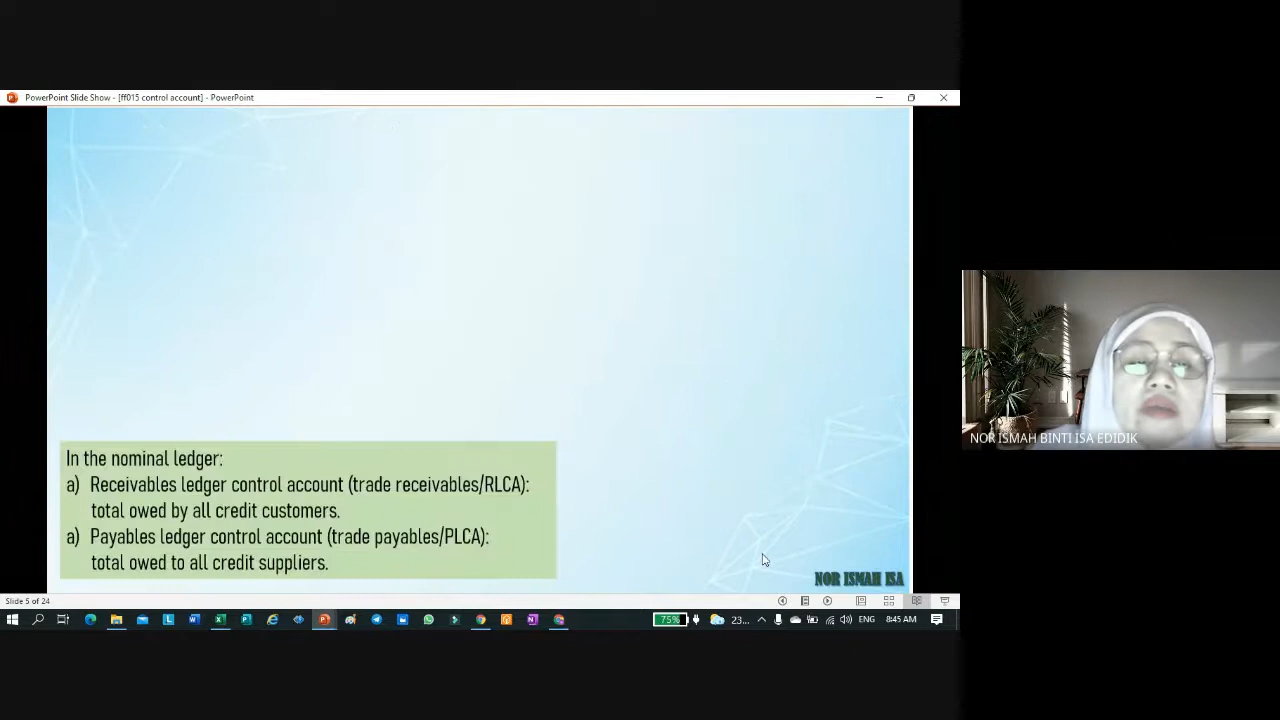 PowerPoint Slide Show - [ff015 control account] - PowerPoint
In the nominal ledger:
a) Receivables ledger control account (trade receivables/RLCA):
total owed by all credit customers.
a) Payables ledger control account (trade payables/PLCA):
total owed to all credit suppliers.
NOR ISMAH ISA
NOR ISMAH BINTI ISA EDIDIK
Slide 5 of 24
75%
23...
ENG
8:45 AM